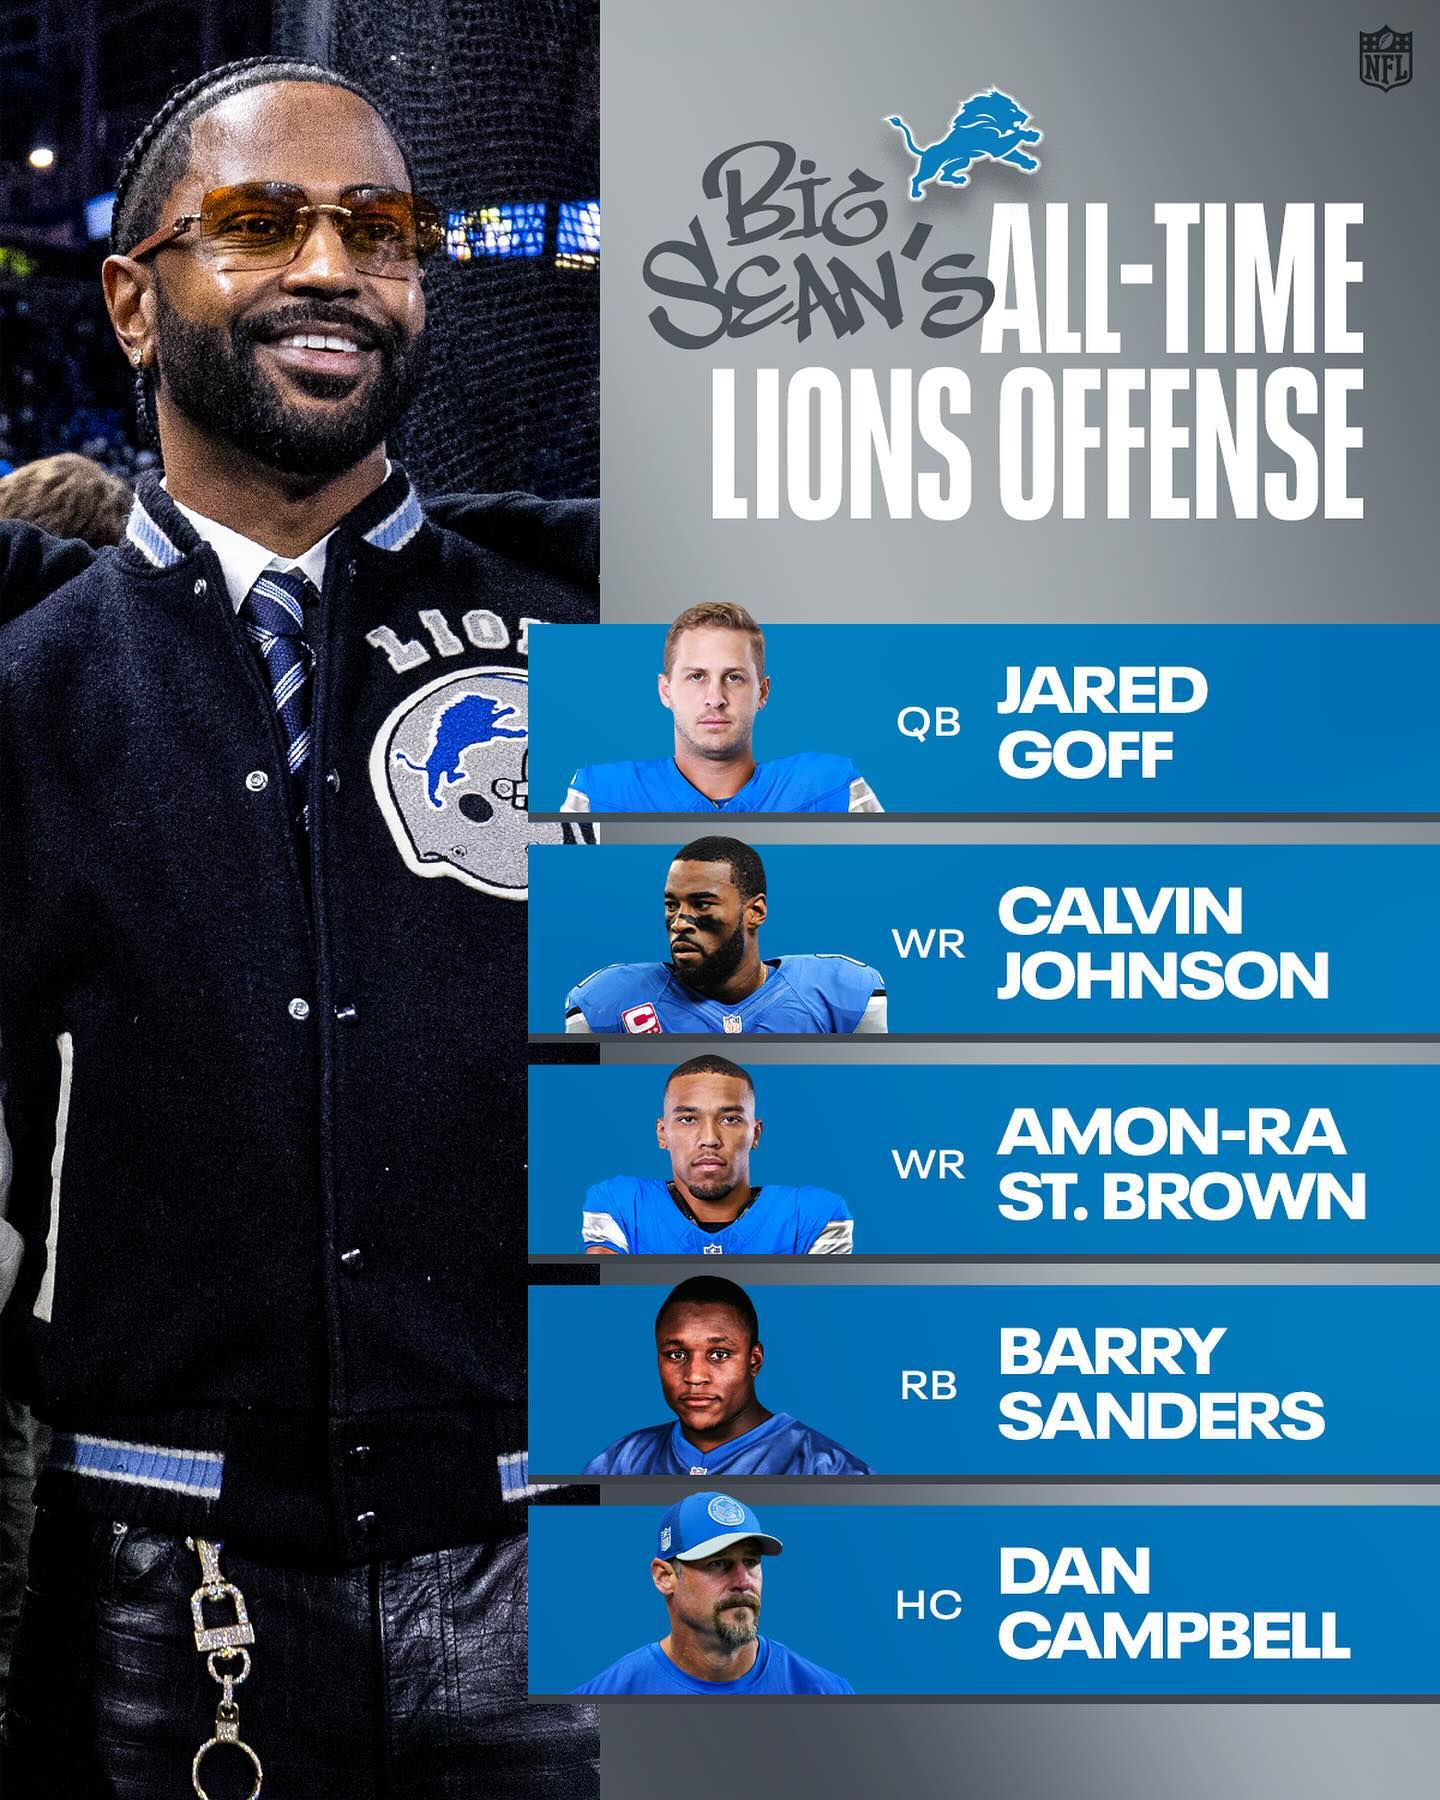 NFL
BIG
SEAN'S ALL-TIME
LIONS OFFENSE
QB
JARED
GOFF
WR
CALVIN
JOHNSON
WR
AMON-RA
ST. BROWN
RB
BARRY
SANDERS
HC
DAN
CAMPBELL
C